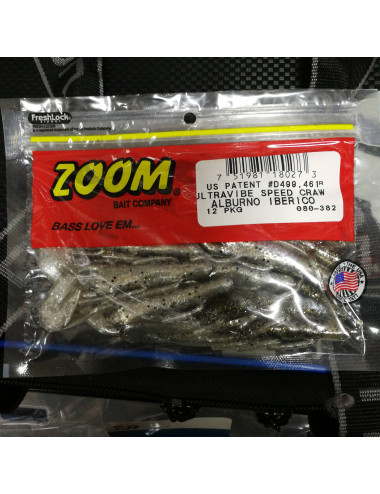 FreshLock
ZOOM
BAIT COMPANY
BASS LOVE EM...
7 51981 18027 3
US PATENT #D499,461
ULTRAVIBE SPEED CRAW
ALBURNO IBERICO
12 PKG 080-382